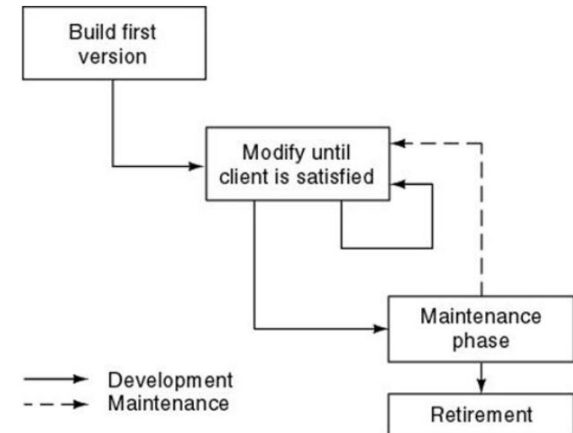 Build first
version
Modify until
client is satisfied
Maintenance
phase
Development
Maintenance
Retirement